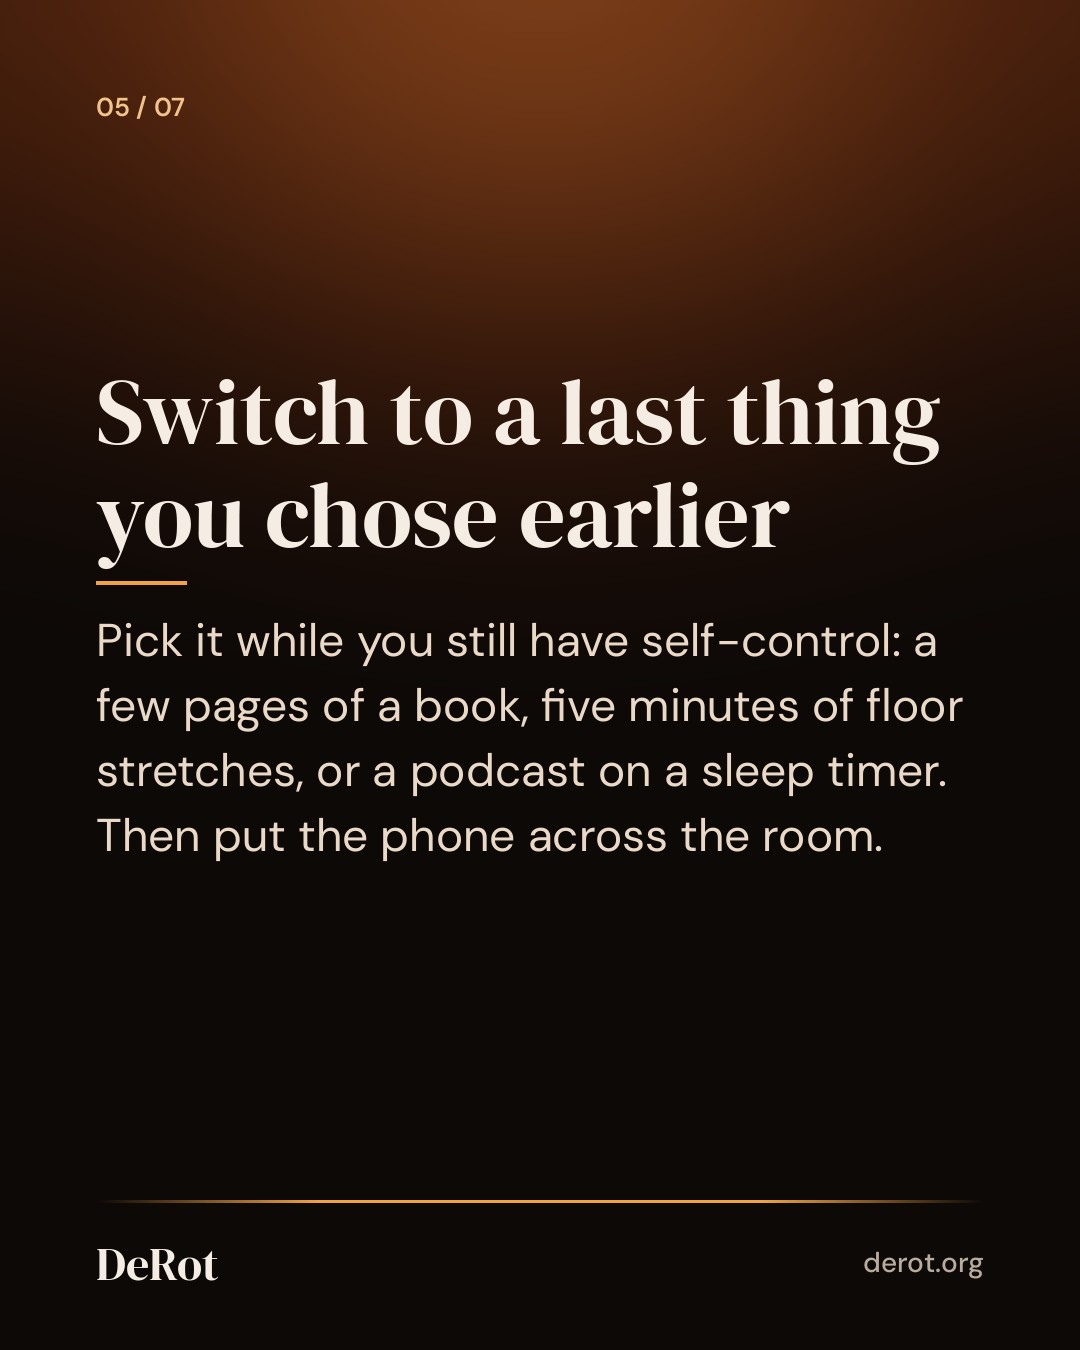 05 / 07
Switch to a last thing
you chose earlier
Pick it while you still have self-control: a
few pages of a book, five minutes of floor
stretches, or a podcast on a sleep timer.
Then put the phone across the room.
DeRot
derot.org